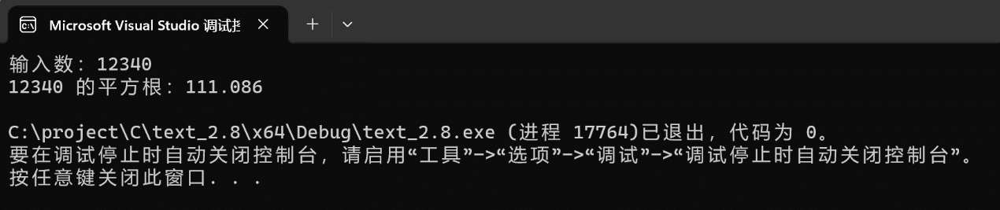 Microsoft Visual Studio 调试控
输入数：12340
12340 的平方根：111.086
C:\project\C\text_2.8\x64\Debug\text_2.8.exe (进程 17764)已退出，代码为 0。
要在调试停止时自动关闭控制台，请启用“工具”->“选项”->“调试”->“调试停止时自动关闭控制台”。
按任意键关闭此窗口. . .